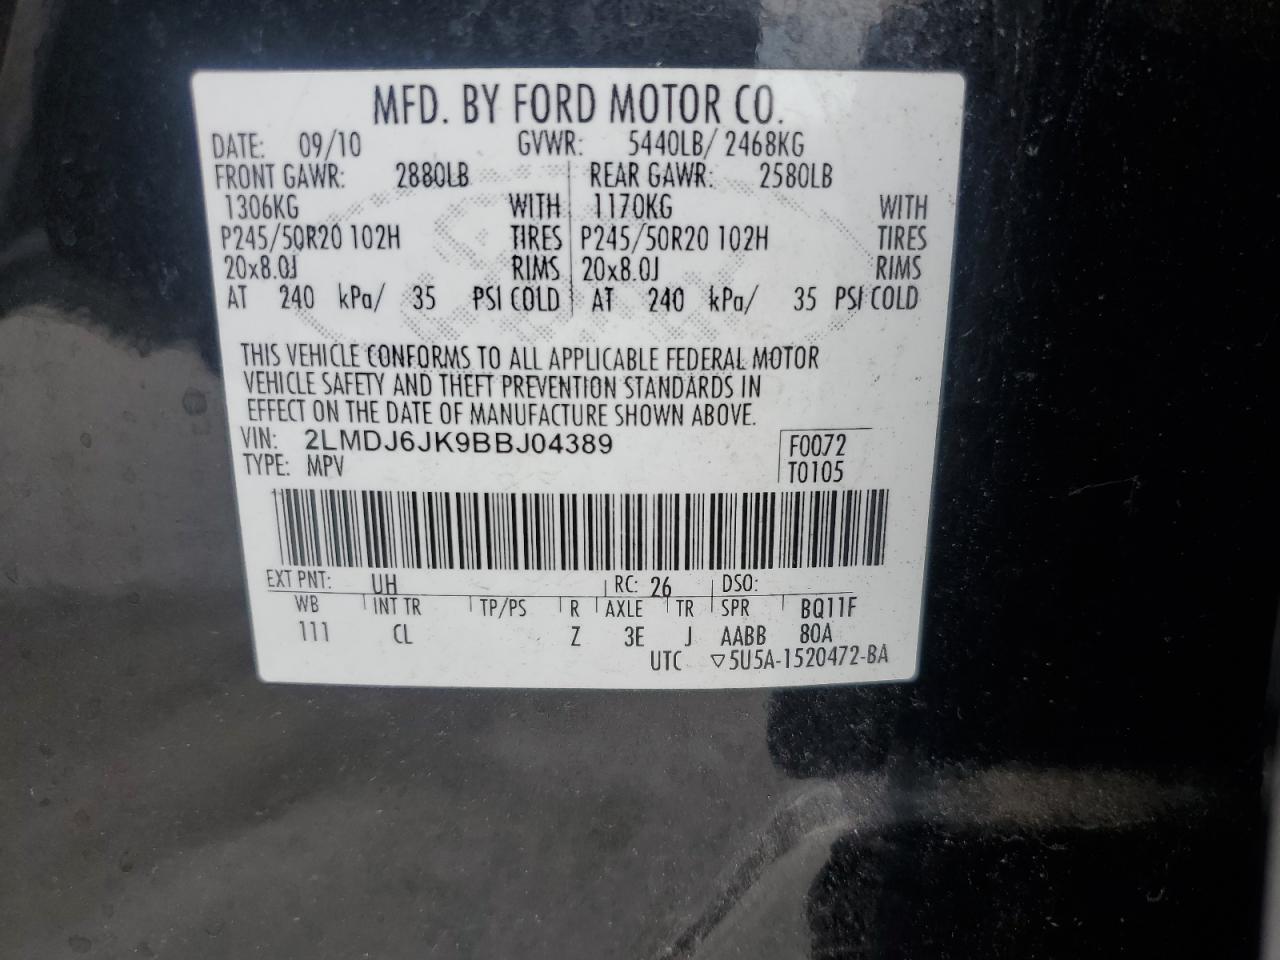 MFD. BY FORD MOTOR CO.
DATE: 09/10 GVWR: 5440LB/ 2468KG
FRONT GAWR: 2880LB REAR GAWR: 2580LB
1306KG WITH 1170KG WITH
P245/50R20 102H TIRES P245/50R20 102H TIRES
20x8.0J RIMS 20x8.0J RIMS
AT 240 kPa/ 35 PSI COLD AT 240 kPa/ 35 PSI COLD
THIS VEHICLE CONFORMS TO ALL APPLICABLE FEDERAL MOTOR
VEHICLE SAFETY AND THEFT PREVENTION STANDARDS IN
EFFECT ON THE DATE OF MANUFACTURE SHOWN ABOVE.
VIN: 2LMDJ6JK9BBJ04389 F0072
TYPE: MPV T0105
EXT PNT: UH RC: 26 DSO:
WB INT TR TP/PS R AXLE TR SPR BQ11F
111 CL Z 3E J AABB 80A
UTC ▽5U5A-1520472-BA